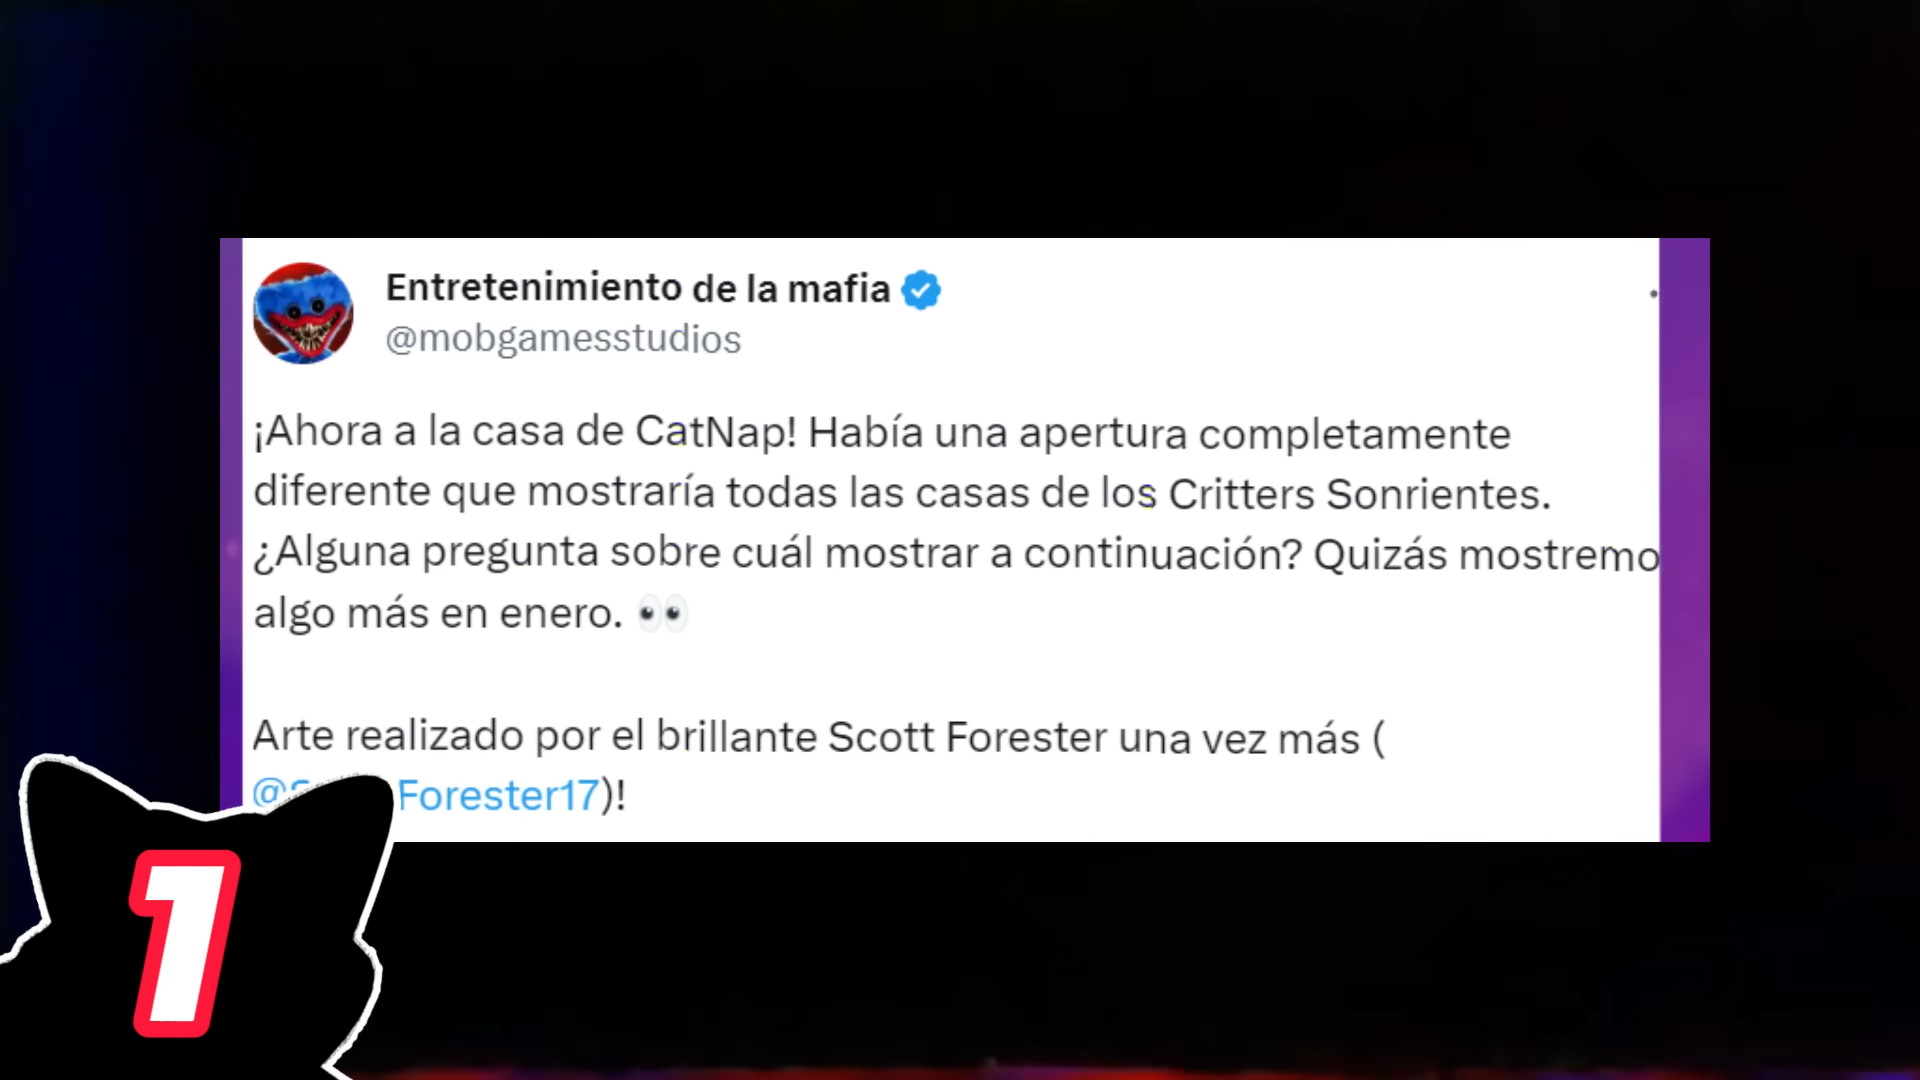 Entretenimiento de la mafia
@mobgamesstudios
¡Ahora a la casa de CatNap! Había una apertura completamente
diferente que mostraría todas las casas de los Critters Sonrientes.
¿Alguna pregunta sobre cuál mostrar a continuación? Quizás mostremo
algo más en enero. 👀
Arte realizado por el brillante Scott Forester una vez más (
Forester17)!
1